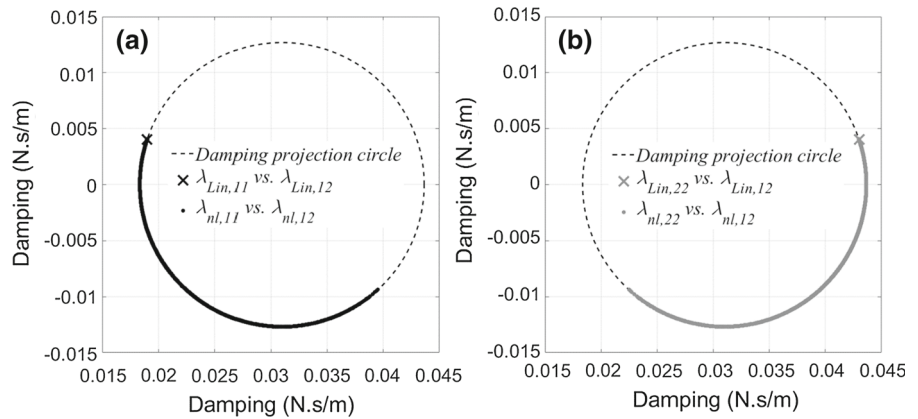 (a)
0.015
0.01
0.005
0
-0.005
-0.01
-0.015
Damping (N.s/m)
Damping projection circle
λLin,11 vs. λLin,12
λnl,11 vs. λnl,12
0.015 0.02 0.025 0.03 0.035 0.04 0.045
Damping (N.s/m)
(b)
0.015
0.01
0.005
0
-0.005
-0.01
-0.015
Damping (N.s/m)
Damping projection circle
λLin,22 vs. λLin,12
λnl,22 vs. λnl,12
0.015 0.02 0.025 0.03 0.035 0.04 0.045
Damping (N.s/m)